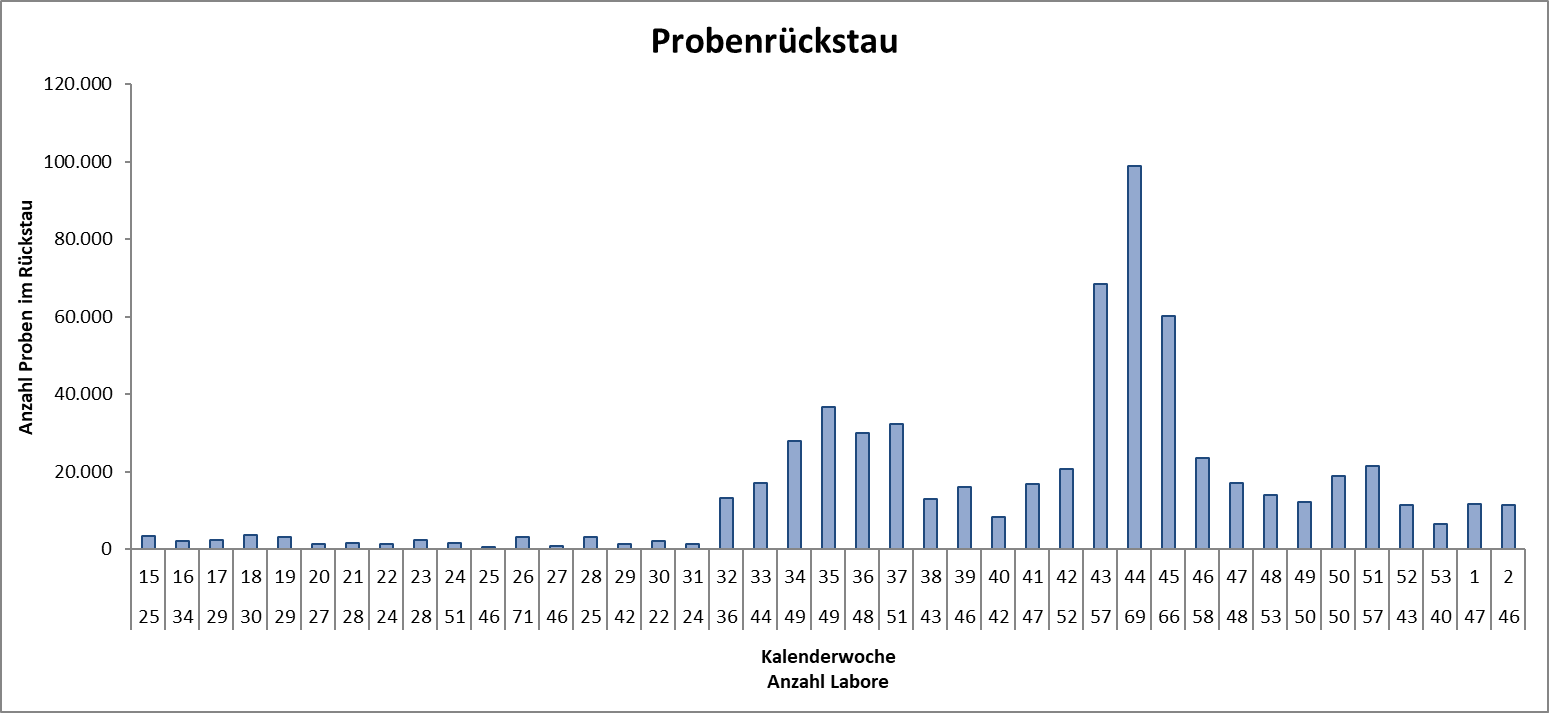 Probenrückstau
120.000
100.000
80.000
60.000
40.000
20.000
0
Anzahl Proben im Rückstau
15 16 17 18 19 20 21 22 23 24 25 26 27 28 29 30 31 32 33 34 35 36 37 38 39 40 41 42 43 44 45 46 47 48 49 50 51 52 53 1 2
25 34 29 30 29 27 28 24 28 51 46 71 46 25 42 22 24 36 44 49 49 48 51 43 46 42 47 52 57 69 66 58 48 53 50 50 57 43 40 47 46
Kalenderwoche
Anzahl Labore